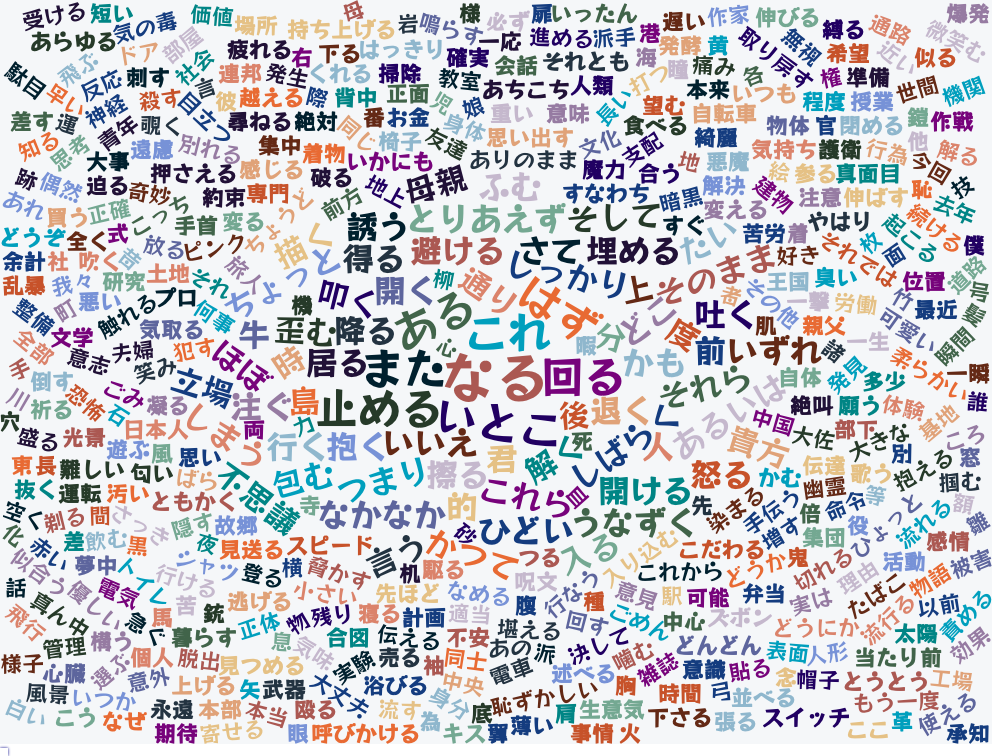 受ける 短い 気の毒 価値 場所 持ち上げる 母 岩 鳴らす 様 必ず 扉 いったん 港 遅い 作家 伸びる 縛る 通路 微笑む 爆発
あらゆる 飛ぶ ドア 部屋 疲れる 右 下る はっきり 確実 一応 進める 派手 海 発酵 黄 取り戻す 無視 希望 近い 似る
駄目 早い 反応 刺す 社会 言 連邦 発生 くれる 掃除 教室 会話 それとも 瞳 痛み 各 権 準備 世間 機関
神経 殺す 目立つ 彼 越える 際 背中 正面 児 娘 あちこち 人類 長い 打つ 望む 本来 いつも 自転車 程度 授業
差す 運 青年 覗く 尋ねる 絶対 同じ 番 お金 身体 重い 意味 食べる 綺麗 物体 官 閉める 鎧 作戦
知る 思考 大事 遠慮 別れる 集中 着物 椅子 友達 思い出す 文化 支配 地 悪魔 気持ち 護衛 行為 他 解る
跡 偶然 迫る 押さえる 感じる 破る いかにも ありのまま 魔力 合う 解決 絵 参る 真面目 今回 技
あれ 買う 正確 奇妙 約束 専門 前方 地上 母親 ふむ すなわち 暗黒 変える 建物 注意 伸ばす 恥 去年
どうぞ 全く 式 こっち 手首 変る ちょうど 描く 誘う とりあえず そして すぐ 苦労 着 やはり 起こる 続ける 僕
余計 社 吹く 昔 放る ピンク 旅人 ちょっと 得る 避ける さて 埋める たい 好き それでは 枚 面 他 道路
乱暴 我々 研究 土地 それ 機 叩く 開く 柳 通り しっかり 上 そのまま 王国 臭い 位置 号
整備 町 悪い 触れる プロ 何事 牛 歪む 降る ある はず これ 分 どこ 度 吐く 肌 その他 一撃 労働 竹 最近 髪
全部 文学 意志 夫婦 気取る 犯す ほぼ 時 居る また 心 なる 回る 暇 かも 前 いずれ 親父 諸 一生 可愛い 瞬間
手 倒す 笑み 立場 注ぐ 島 止める いとこ 後 退く それら 自体 発見 多少 柔らかい 一瞬
川 祈る 恐怖 ごみ 石 凝る しまう 両 力 く 人 あるいは 中国 絶叫 願う 体験 誰
穴 盛る 光景 日本人 行く 抱く いいえ 君 解く 死 しばらく 貴方 大佐 部下 大きな 基地 ころ
東 長 難しい 遊ぶ 風 匂い 思い 不思議 包む つまり 擦る これら 皿 開ける 怒る かむ 伝達 歌う 別 抱える 窓
抜く 運転 汚い ばら ともかく 寺 なかなか 的 ひどい うなずく 先 染まる 手伝う 幽霊 倍 命令 等 掴む
空く 剃る 間 さっき 隠す 故郷 砂 増す 集団 役 ひょっと 流れる 額
化 赤い 差 飲む 黒 夜 見送る スピード 言う かつて つる 入る 入り込む こだわる どうか 鬼 感情 難
似合う 夢中 人工 シャツ 登る 横 脅かす 机 駆る 呪文 これから 切れる 理由 活動 物語 被害
話 優しい 電気 行ける 苦 銃 逃げる 小さい 先ほど なめる 腹 行なう 種 意見 駅 可能 弁当 実は たばこ 以前 責める
飛行 真ん中 急ぐ 馬 暮らす 正体 物 残り 寝る 計画 適当 堪える 回す ごめん 中心 ズボン どうにか 流行る 太陽 効果
様子 管理 構う 個人 脱出 息 気味 合図 伝える 不安 あの 派 決して どんどん 表面 人形 当たり前
心臓 選ぶ 意外 見つめる 実験 売る 袖 同士 電車 述べる 噛む 雑誌 意識 貼る 念 帽子 とうとう 工場
風景 いつか 上げる 矢 武器 大丈夫 浴びる 中央 恥ずかしい 胸 時間 弓 並べる もう一度
白い こう なぜ 永遠 本部 本当 殴る 流す 為 身分 底 薄い 肩 生意気 下さる 張る スイッチ 革 使える
期待 寄せる 眼 呼びかける キス 翼 事情 火 ここ 承知